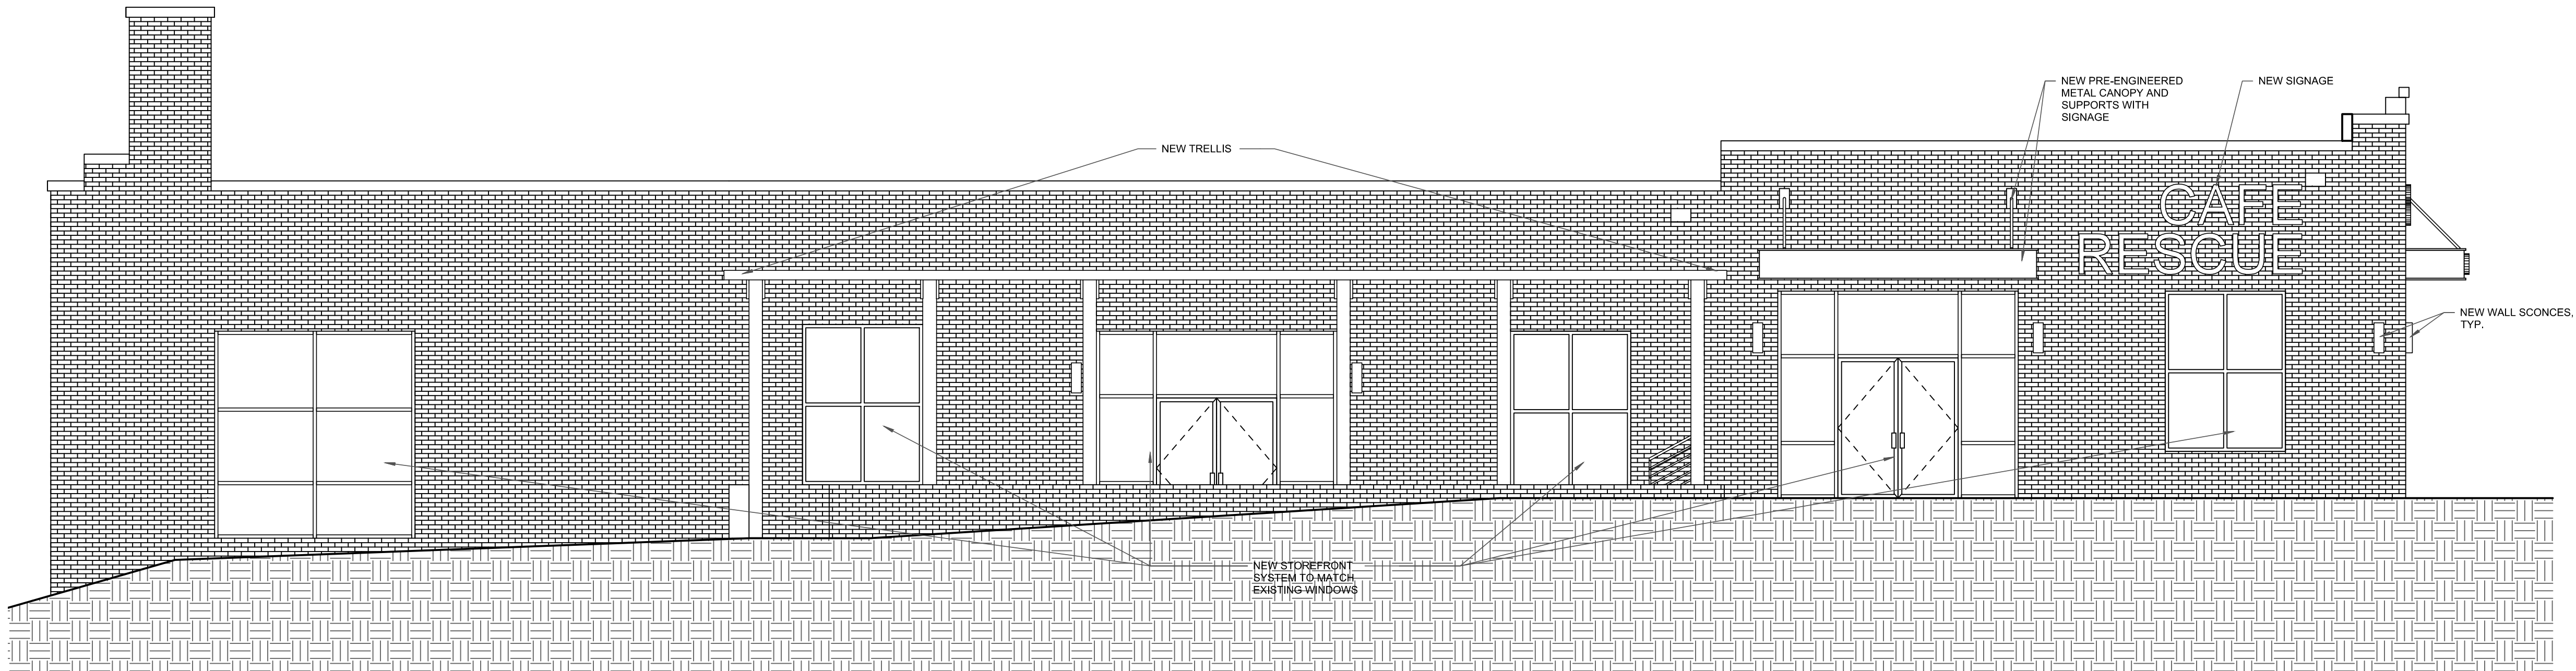 NEW PRE-ENGINEERED
METAL CANOPY AND
SUPPORTS WITH
SIGNAGE
NEW SIGNAGE
NEW TRELLIS
CAFE
RESCUE
NEW WALL SCONCES,
TYP.
NEW STOREFRONT
SYSTEM TO MATCH
EXISTING WINDOWS